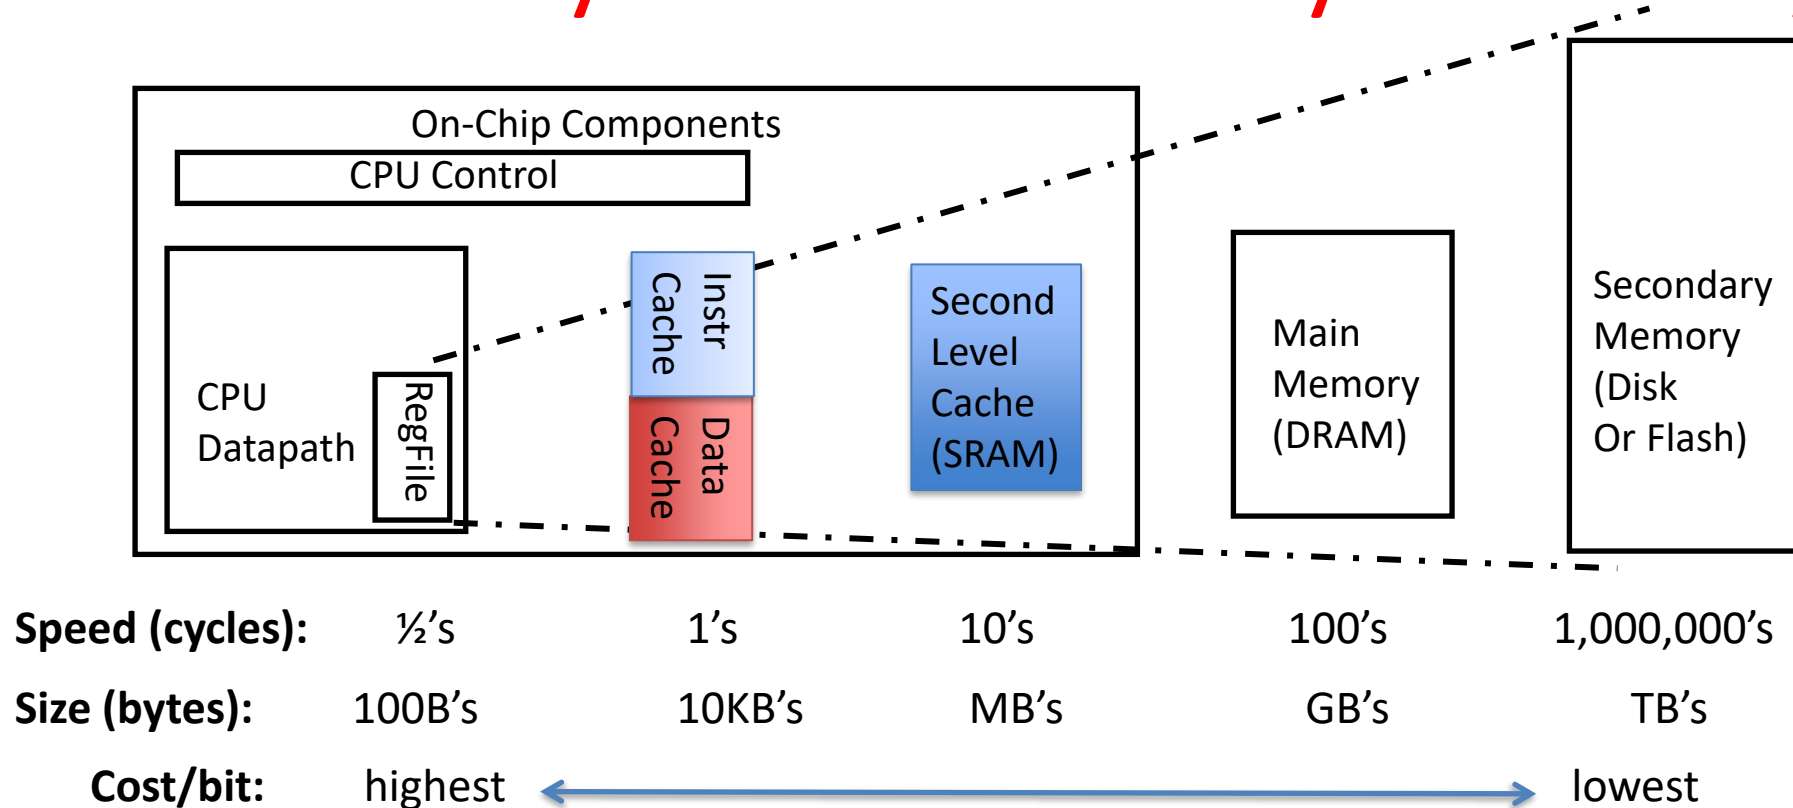 On-Chip Components
CPU Control
CPU
Datapath
RegFile
Instr
Cache
Data
Cache
Second
Level
Cache
(SRAM)
Main
Memory
(DRAM)
Secondary
Memory
(Disk
Or Flash)
Speed (cycles): ½’s 1’s 10’s 100’s 1,000,000’s
Size (bytes): 100B’s 10KB’s MB’s GB’s TB’s
Cost/bit: highest lowest